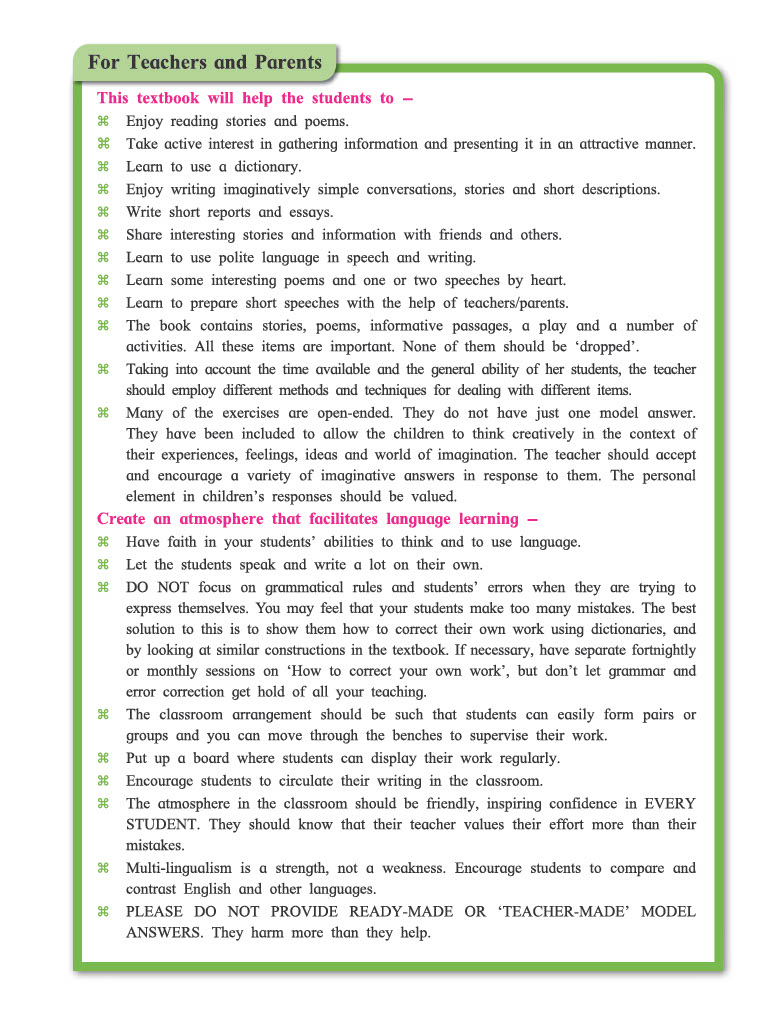 For Teachers and Parents
This textbook will help the students to –
⌘ Enjoy reading stories and poems.
⌘ Take active interest in gathering information and presenting it in an attractive manner.
⌘ Learn to use a dictionary.
⌘ Enjoy writing imaginatively simple conversations, stories and short descriptions.
⌘ Write short reports and essays.
⌘ Share interesting stories and information with friends and others.
⌘ Learn to use polite language in speech and writing.
⌘ Learn some interesting poems and one or two speeches by heart.
⌘ Learn to prepare short speeches with the help of teachers/parents.
⌘ The book contains stories, poems, informative passages, a play and a number of
activities. All these items are important. None of them should be ‘dropped’.
⌘ Taking into account the time available and the general ability of her students, the teacher
should employ different methods and techniques for dealing with different items.
⌘ Many of the exercises are open-ended. They do not have just one model answer.
They have been included to allow the children to think creatively in the context of
their experiences, feelings, ideas and world of imagination. The teacher should accept
and encourage a variety of imaginative answers in response to them. The personal
element in children’s responses should be valued.
Create an atmosphere that facilitates language learning –
⌘ Have faith in your students’ abilities to think and to use language.
⌘ Let the students speak and write a lot on their own.
⌘ DO NOT focus on grammatical rules and students’ errors when they are trying to
express themselves. You may feel that your students make too many mistakes. The best
solution to this is to show them how to correct their own work using dictionaries, and
by looking at similar constructions in the textbook. If necessary, have separate fortnightly
or monthly sessions on ‘How to correct your own work’, but don’t let grammar and
error correction get hold of all your teaching.
⌘ The classroom arrangement should be such that students can easily form pairs or
groups and you can move through the benches to supervise their work.
⌘ Put up a board where students can display their work regularly.
⌘ Encourage students to circulate their writing in the classroom.
⌘ The atmosphere in the classroom should be friendly, inspiring confidence in EVERY
STUDENT. They should know that their teacher values their effort more than their
mistakes.
⌘ Multi-lingualism is a strength, not a weakness. Encourage students to compare and
contrast English and other languages.
⌘ PLEASE DO NOT PROVIDE READY-MADE OR ‘TEACHER-MADE’ MODEL
ANSWERS. They harm more than they help.